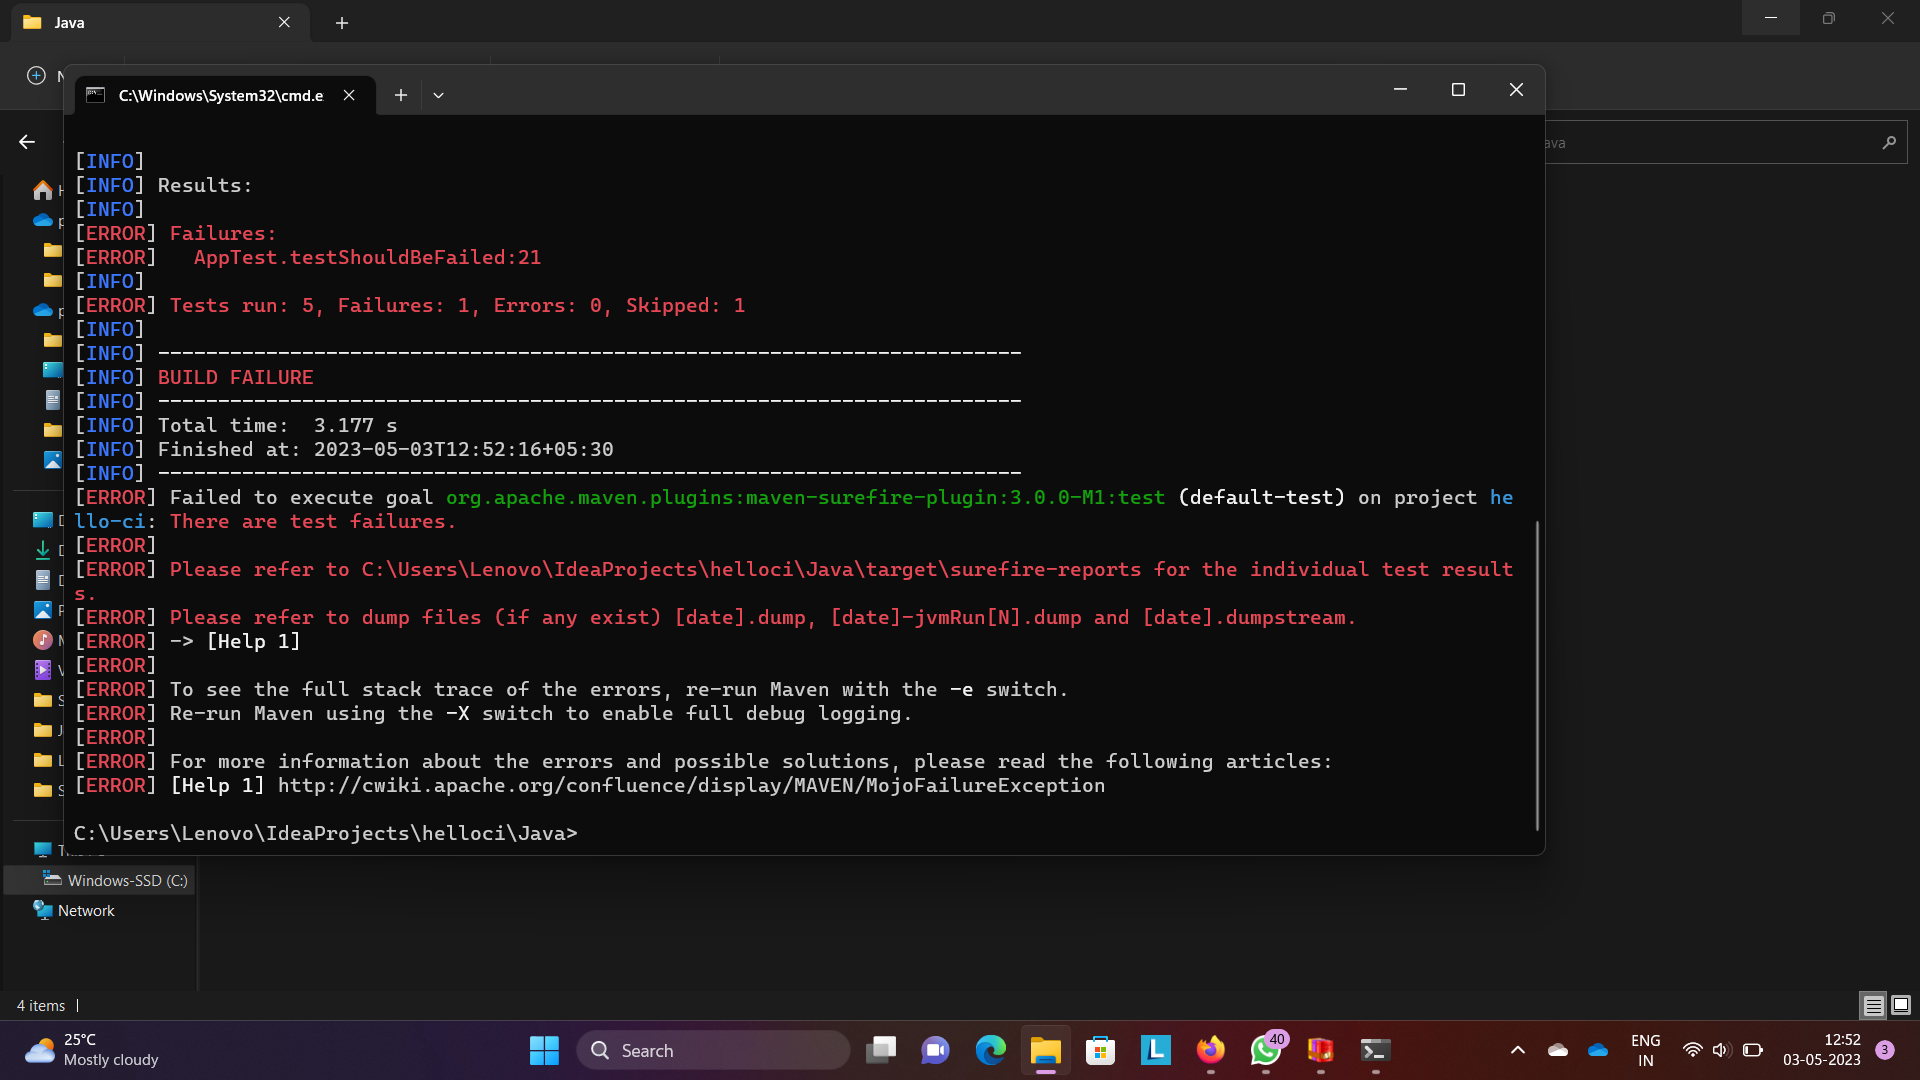 Java
C:\Windows\System32\cmd.e
[INFO]
[INFO] Results:
[INFO]
[ERROR] Failures:
[ERROR]   AppTest.testShouldBeFailed:21
[INFO]
[ERROR] Tests run: 5, Failures: 1, Errors: 0, Skipped: 1
[INFO]
[INFO] ------------------------------------------------------------------------
[INFO] BUILD FAILURE
[INFO] ------------------------------------------------------------------------
[INFO] Total time:  3.177 s
[INFO] Finished at: 2023-05-03T12:52:16+05:30
[INFO] ------------------------------------------------------------------------
[ERROR] Failed to execute goal org.apache.maven.plugins:maven-surefire-plugin:3.0.0-M1:test (default-test) on project he
llo-ci: There are test failures.
[ERROR]
[ERROR] Please refer to C:\Users\Lenovo\IdeaProjects\helloci\Java\target\surefire-reports for the individual test result
s.
[ERROR] Please refer to dump files (if any exist) [date].dump, [date]-jvmRun[N].dump and [date].dumpstream.
[ERROR] -> [Help 1]
[ERROR]
[ERROR] To see the full stack trace of the errors, re-run Maven with the -e switch.
[ERROR] Re-run Maven using the -X switch to enable full debug logging.
[ERROR]
[ERROR] For more information about the errors and possible solutions, please read the following articles:
[ERROR] [Help 1] http://cwiki.apache.org/confluence/display/MAVEN/MojoFailureException
C:\Users\Lenovo\IdeaProjects\helloci\Java>
Windows-SSD (C:)
Network
4 items
25°C
Mostly cloudy
Search
40
ENG
IN
12:52
03-05-2023
3